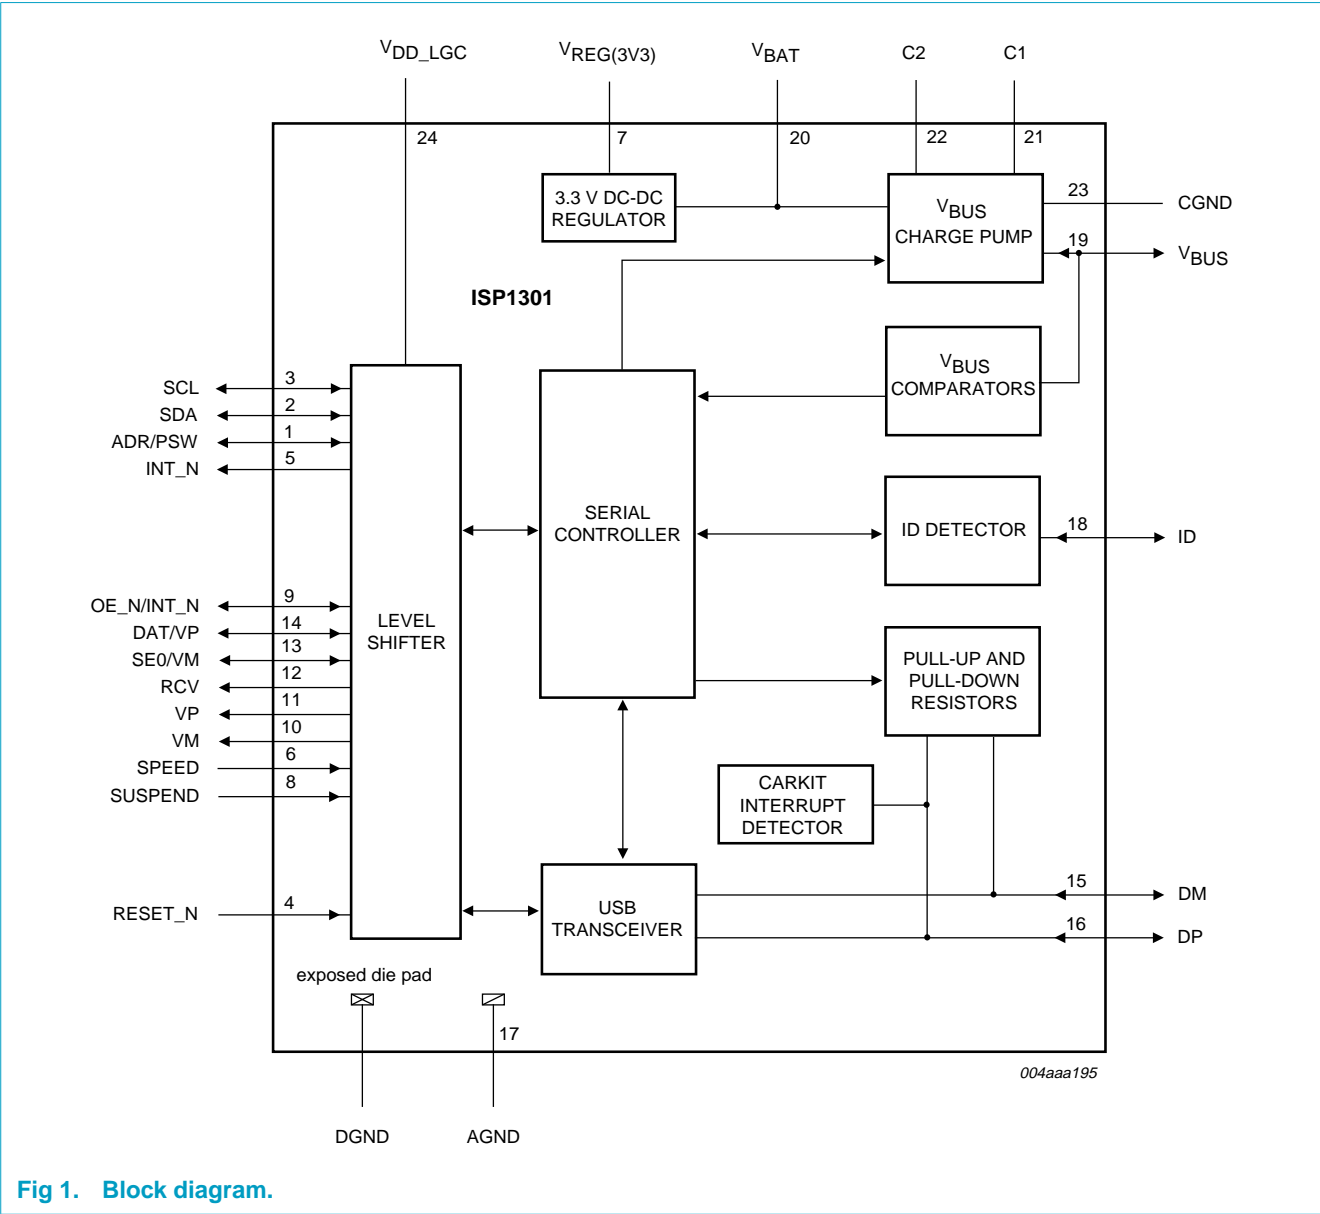 VDD_LGC
VREG(3V3)
VBAT
C2
C1
24
7
20
22
21
3.3 V DC-DC
REGULATOR
VBUS
CHARGE PUMP
23
CGND
19
VBUS
ISP1301
VBUS
COMPARATORS
SCL
3
SDA
2
ADR/PSW
1
INT_N
5
SERIAL
CONTROLLER
ID DETECTOR
18
ID
OE_N/INT_N
9
DAT/VP
14
SE0/VM
13
RCV
12
VP
11
VM
10
SPEED
6
SUSPEND
8
LEVEL
SHIFTER
PULL-UP AND
PULL-DOWN
RESISTORS
CARKIT
INTERRUPT
DETECTOR
RESET_N
4
USB
TRANSCEIVER
15
DM
16
DP
exposed die pad
17
004aaa195
DGND
AGND
Fig 1. Block diagram.